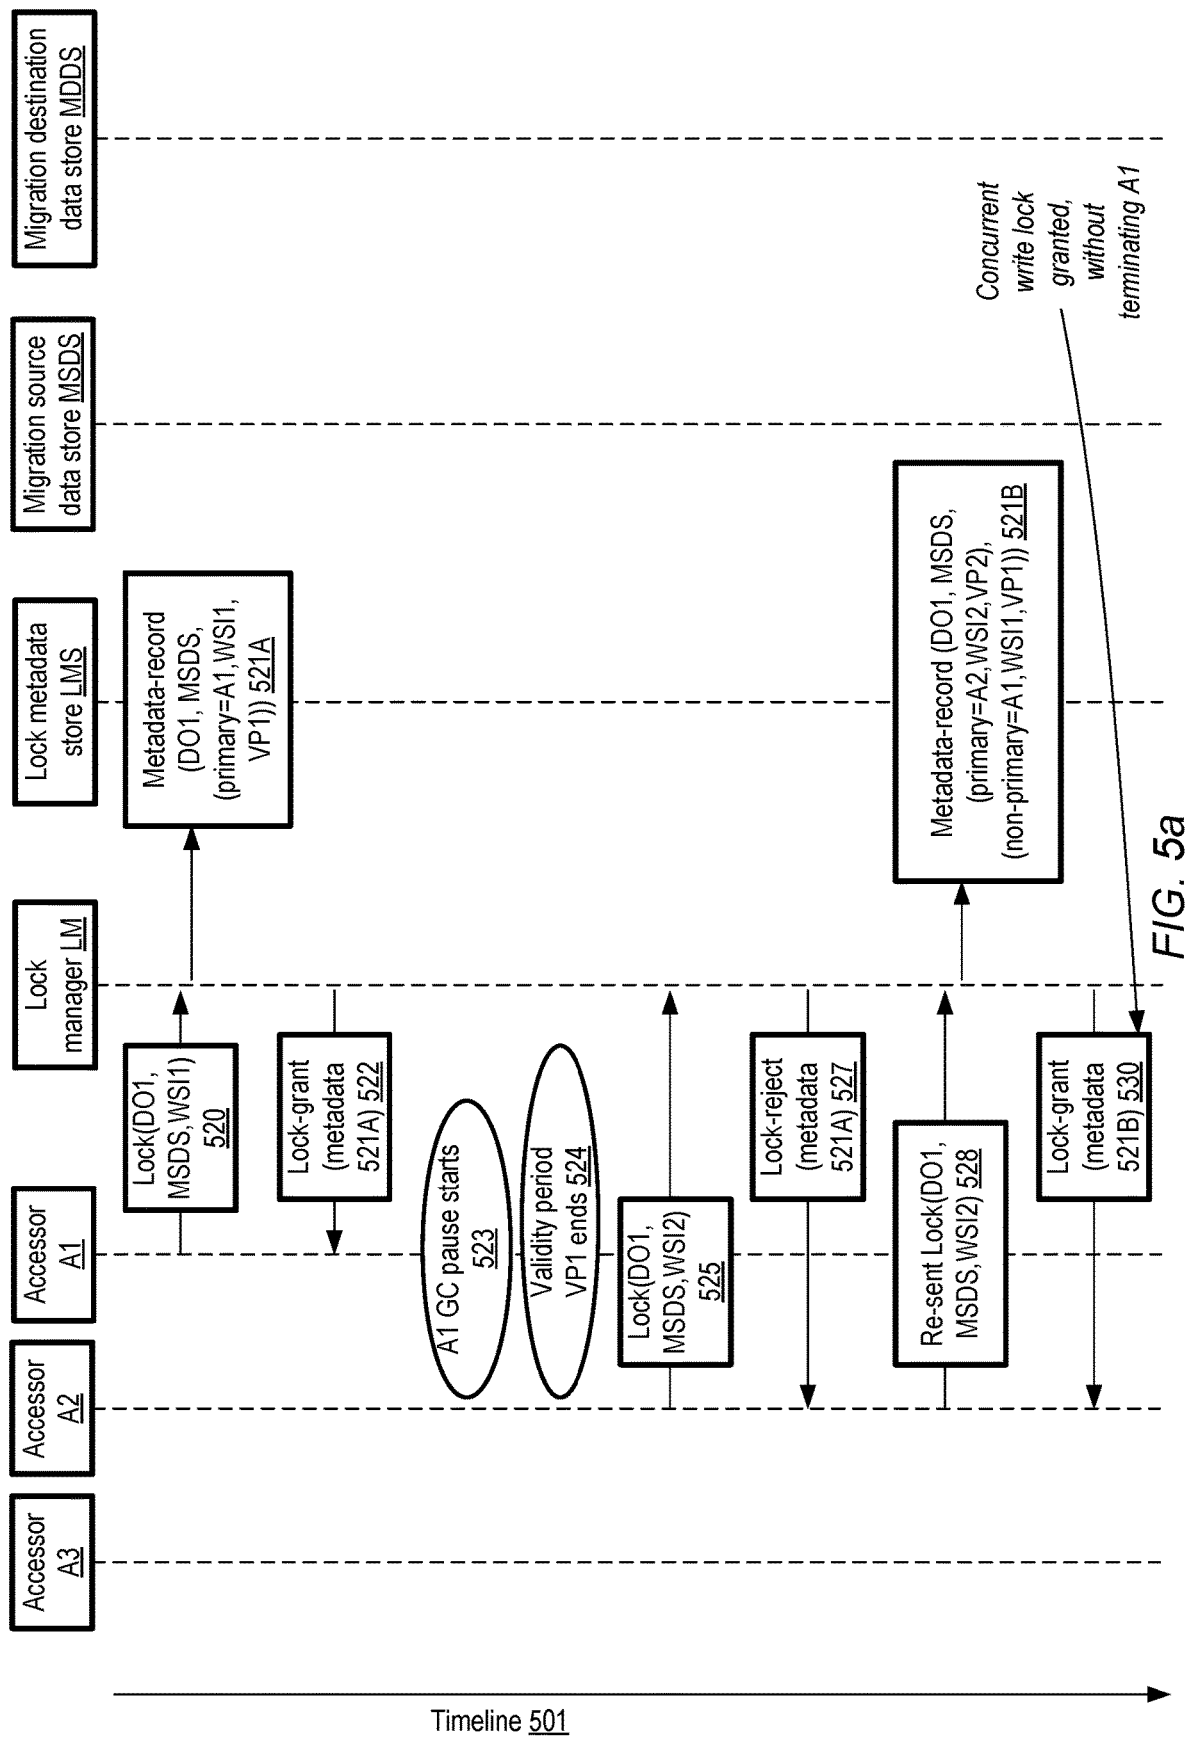 Accessor
A3
Accessor
A2
Accessor
A1
Lock
manager LM
Lock metadata
store LMS
Migration source
data store MSDS
Migration destination
data store MDDS
Timeline 501
Lock(DO1,
MSDS,WSI1)
520
Metadata-record
(DO1, MSDS,
(primary=A1,WSI1,
VP1)) 521A
Lock-grant
(metadata
521A) 522
A1 GC pause starts
523
Validity period
VP1 ends 524
Lock(DO1,
MSDS,WSI2)
525
Lock-reject
(metadata
521A) 527
Re-sent Lock(DO1,
MSDS,WSI2) 528
Metadata-record (DO1, MSDS,
(primary=A2,WSI2,VP2),
(non-primary=A1,WSI1,VP1)) 521B
Lock-grant
(metadata
521B) 530
Concurrent
write lock
granted,
without
terminating A1
FIG. 5a